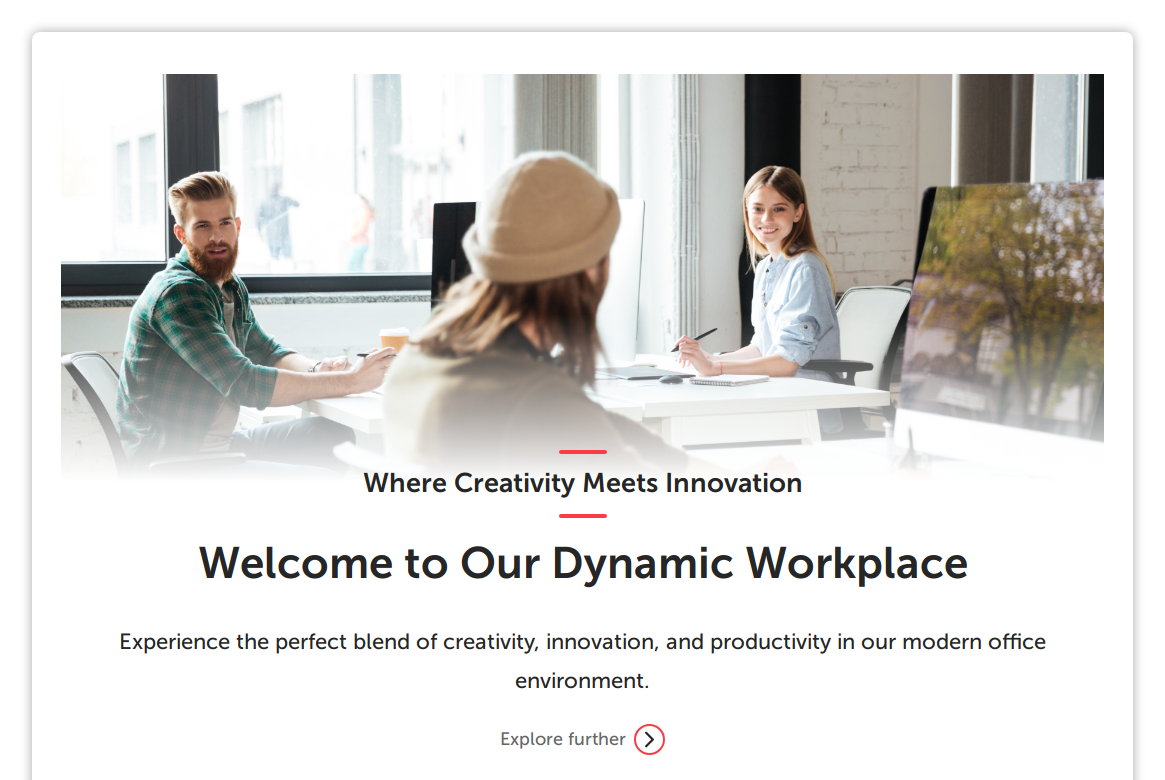 Where Creativity Meets Innovation
Welcome to Our Dynamic Workplace
Experience the perfect blend of creativity, innovation, and productivity in our modern office
environment.
Explore further